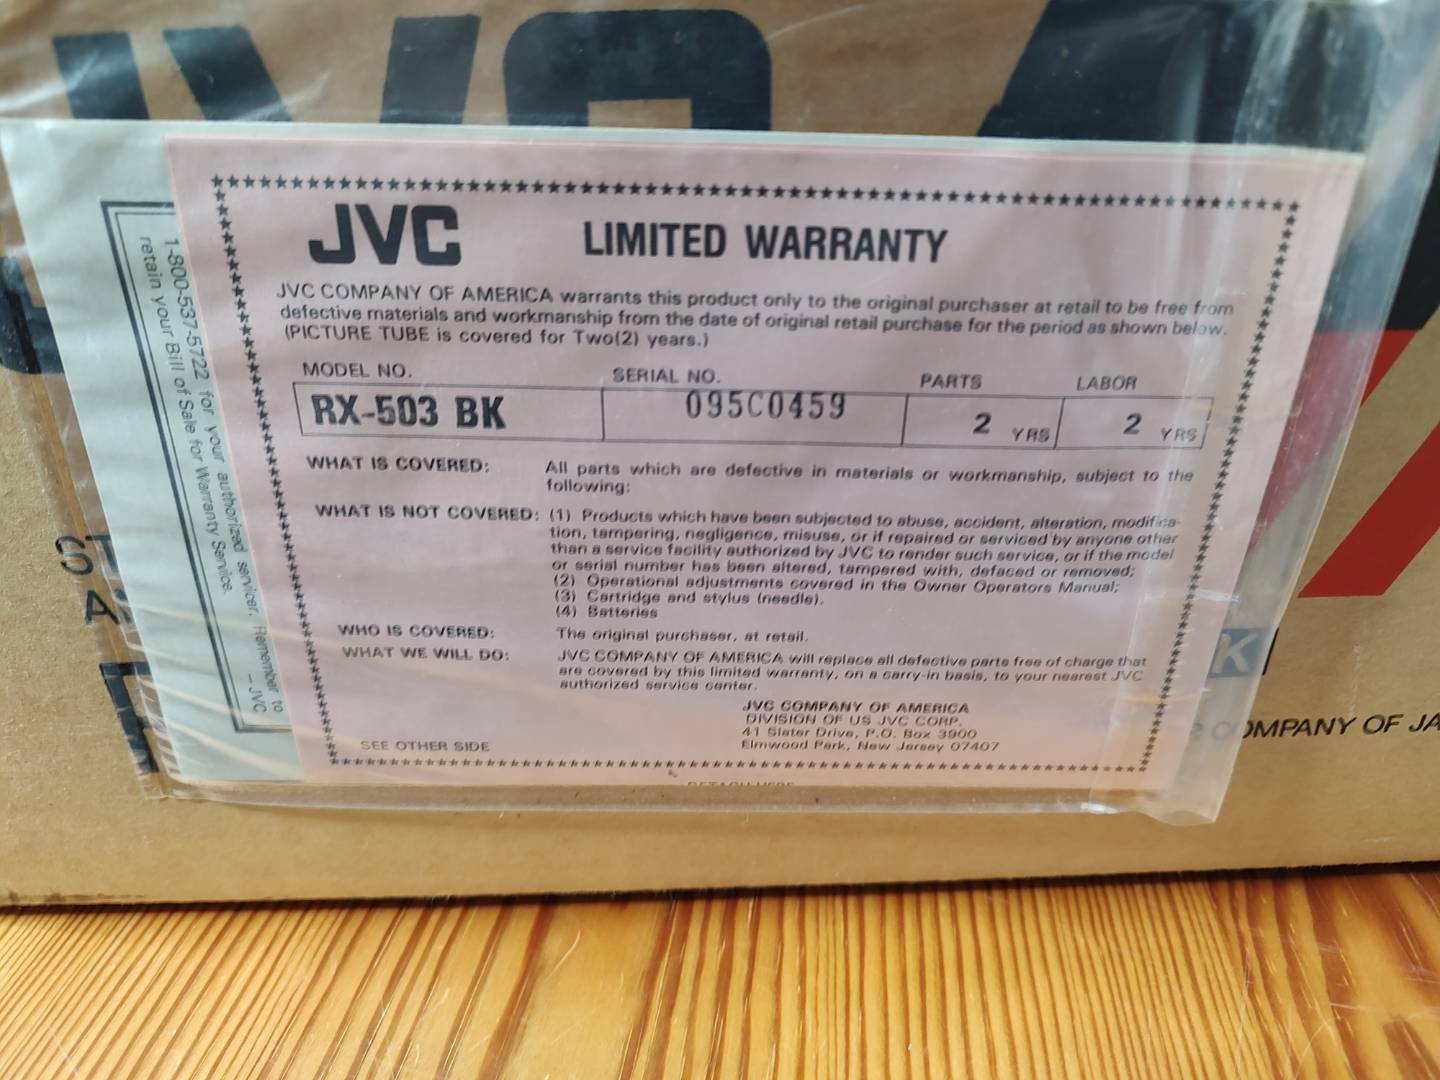 JVC
JVC LIMITED WARRANTY
JVC COMPANY OF AMERICA warrants this product only to the original purchaser at retail to be free from
defective materials and workmanship from the date of original retail purchase for the period as shown below.
(PICTURE TUBE is covered for Two(2) years.)
MODEL NO. SERIAL NO. PARTS LABOR
RX-503 BK 095C0459 2 YRS 2 YRS
WHAT IS COVERED: All parts which are defective in materials or workmanship, subject to the
following:
WHAT IS NOT COVERED: (1) Products which have been subjected to abuse, accident, alteration, modifica-
tion, tampering, negligence, misuse, or if repaired or serviced by anyone other
than a service facility authorized by JVC to render such service, or if the model
or serial number has been altered, tampered with, defaced or removed;
(2) Operational adjustments covered in the Owner Operators Manual;
(3) Cartridge and stylus (needle).
(4) Batteries
WHO IS COVERED: The original purchaser, at retail.
WHAT WE WILL DO: JVC COMPANY OF AMERICA will replace all defective parts free of charge that
are covered by this limited warranty, on a carry-in basis, to your nearest JVC
authorized service center.
JVC COMPANY OF AMERICA
DIVISION OF US JVC CORP.
41 Slater Drive, P.O. Box 3900
SEE OTHER SIDE Elmwood Park, New Jersey 07407
DETACH HERE
1-800-537-5722 for your authorized servicer. Remember to
retain your Bill of Sale for Warranty Service. – JVC
ST
A
K
COMPANY OF JA